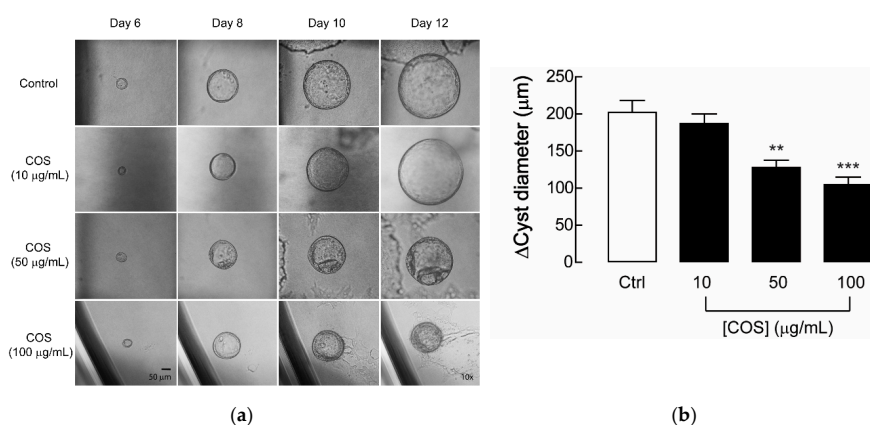 Day 6 Day 8 Day 10 Day 12
Control
COS
(10 μg/mL)
COS
(50 μg/mL)
COS
(100 μg/mL)
50 μm
10x
(a)
ΔCyst diameter (μm)
250
200
150
100
50
0
** ***
Ctrl 10 50 100
[COS] (μg/mL)
(b)